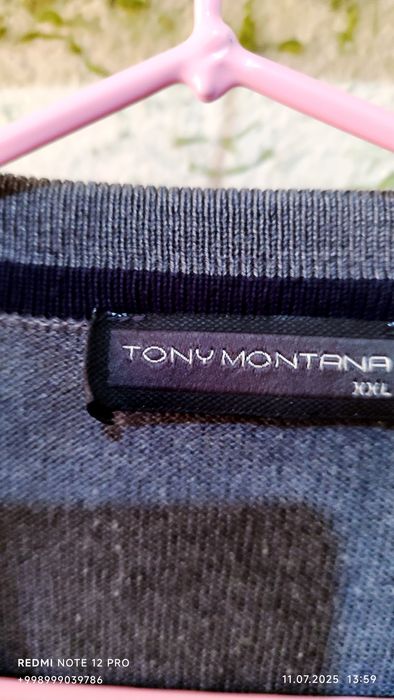 TONY MONTANA
XXL
REDMI NOTE 12 PRO
+998999039786
11.07.2025 13:59